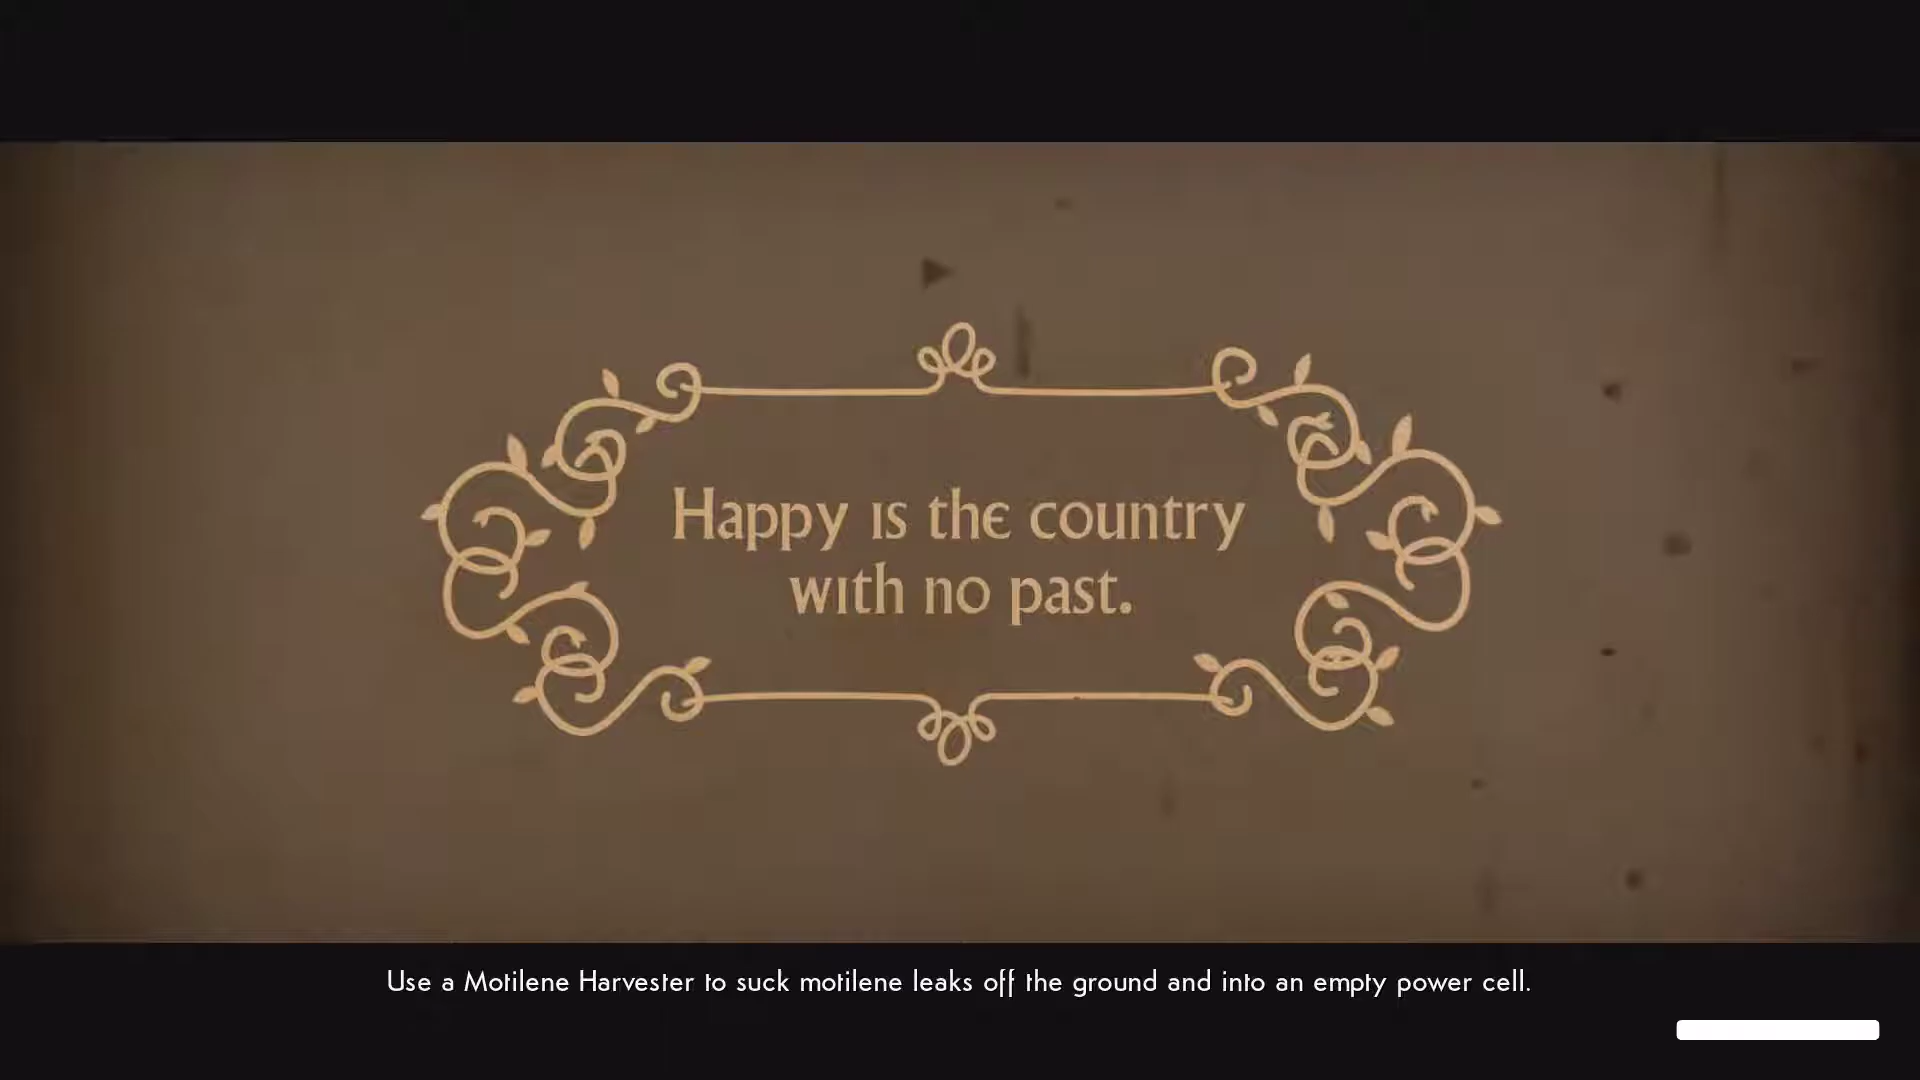 Happy is the country
with no past.
Use a Motilene Harvester to suck motilene leaks off the ground and into an empty power cell.